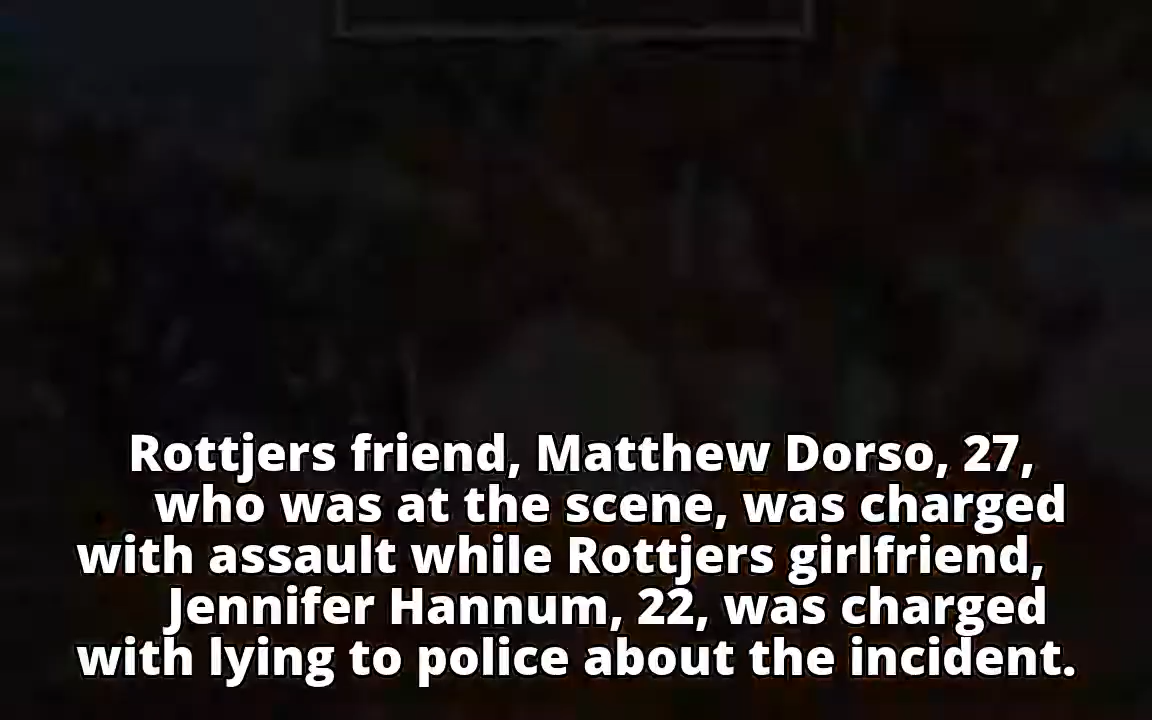 Rottjers friend, Matthew Dorso, 27,
who was at the scene, was charged
with assault while Rottjers girlfriend,
Jennifer Hannum, 22, was charged
with lying to police about the incident.